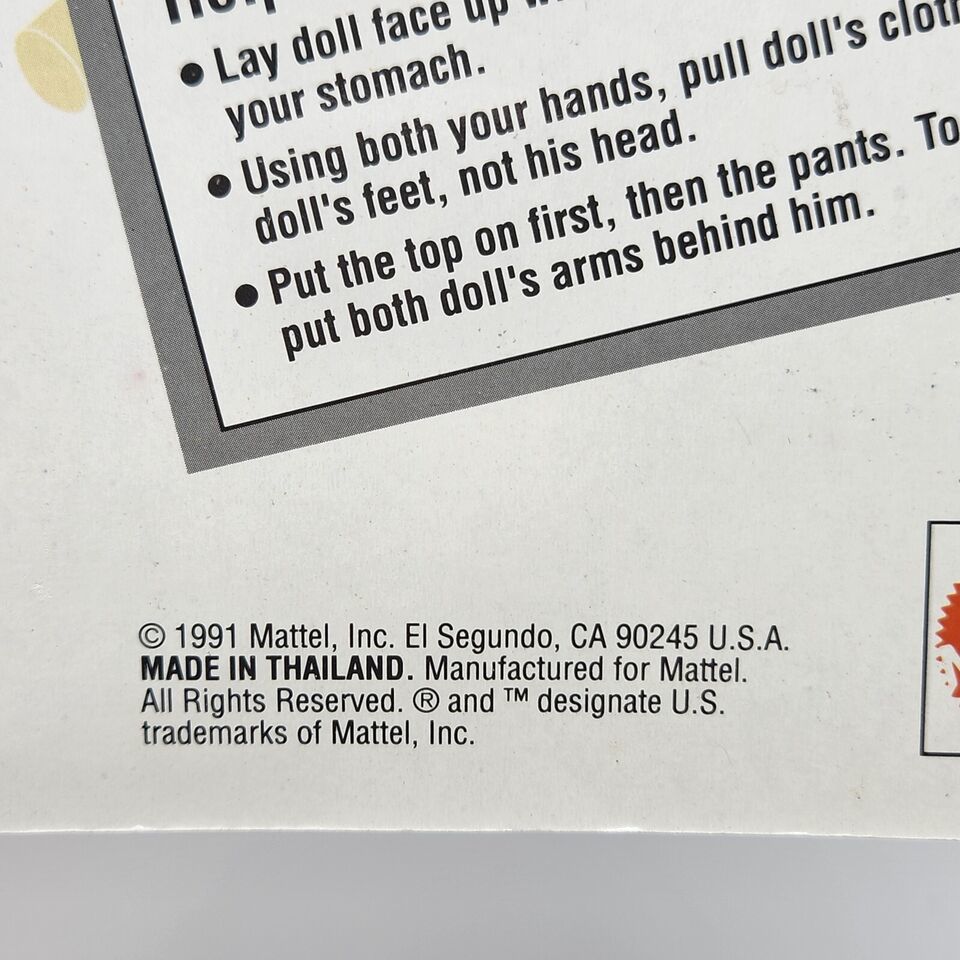 • Lay doll face up
your stomach.
• Using both your hands, pull doll's
doll's feet, not his head.
• Put the top on first, then the pants. To
put both doll's arms behind him.
© 1991 Mattel, Inc. El Segundo, CA 90245 U.S.A.
MADE IN THAILAND. Manufactured for Mattel.
All Rights Reserved. ® and ™ designate U.S.
trademarks of Mattel, Inc.